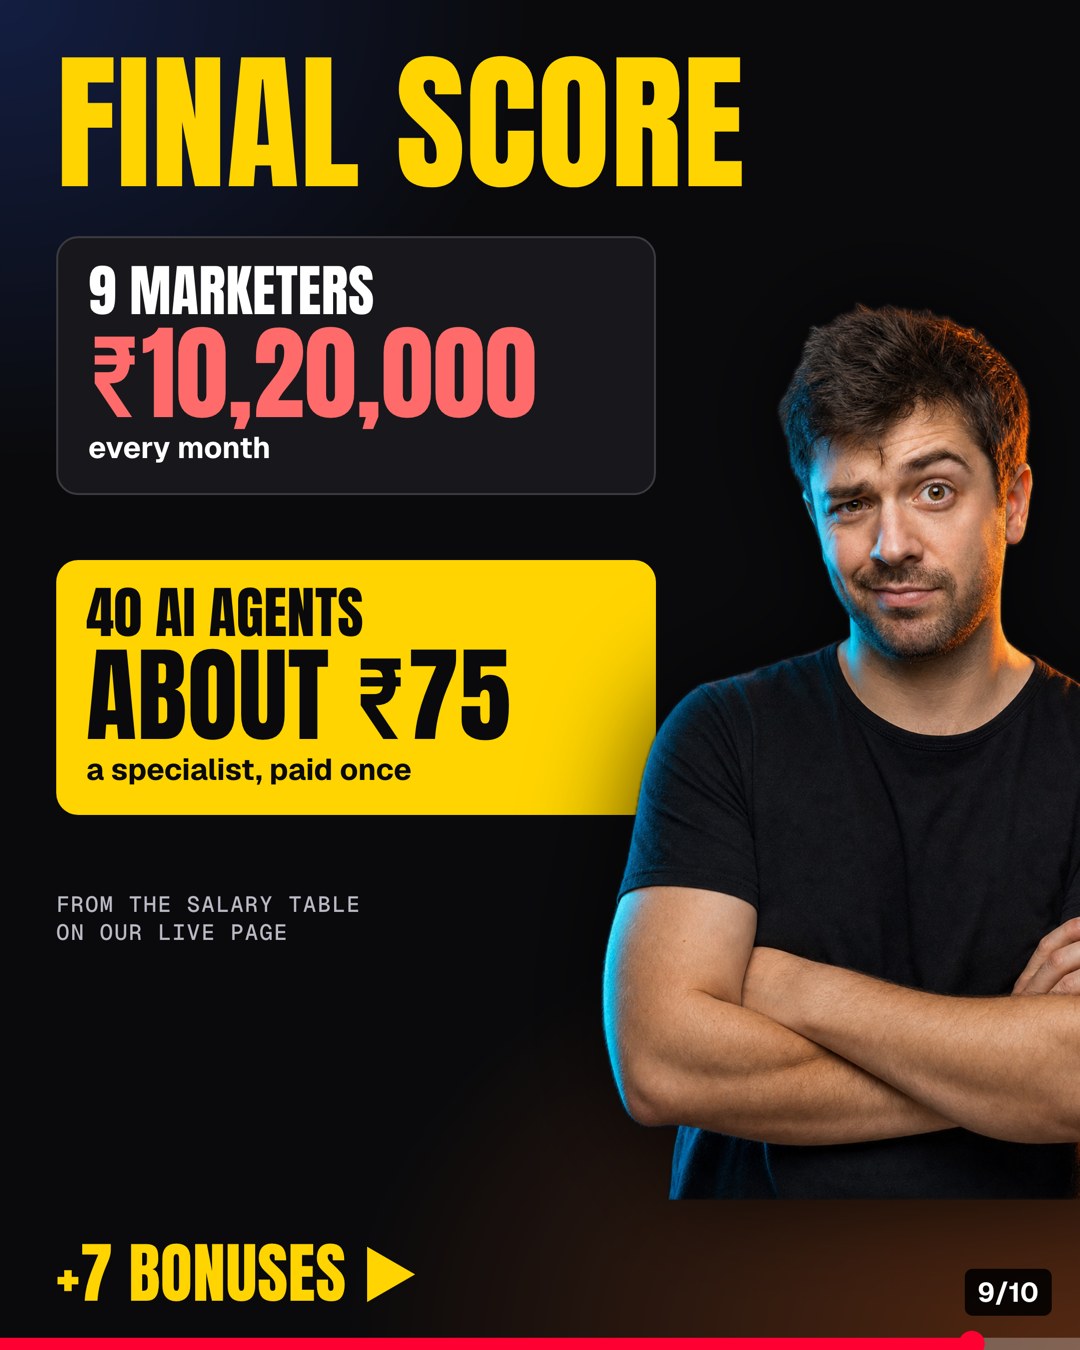 FINAL SCORE
9 MARKETERS
₹10,20,000
every month
40 AI AGENTS
ABOUT ₹75
a specialist, paid once
FROM THE SALARY TABLE
ON OUR LIVE PAGE
+7 BONUSES
9/10